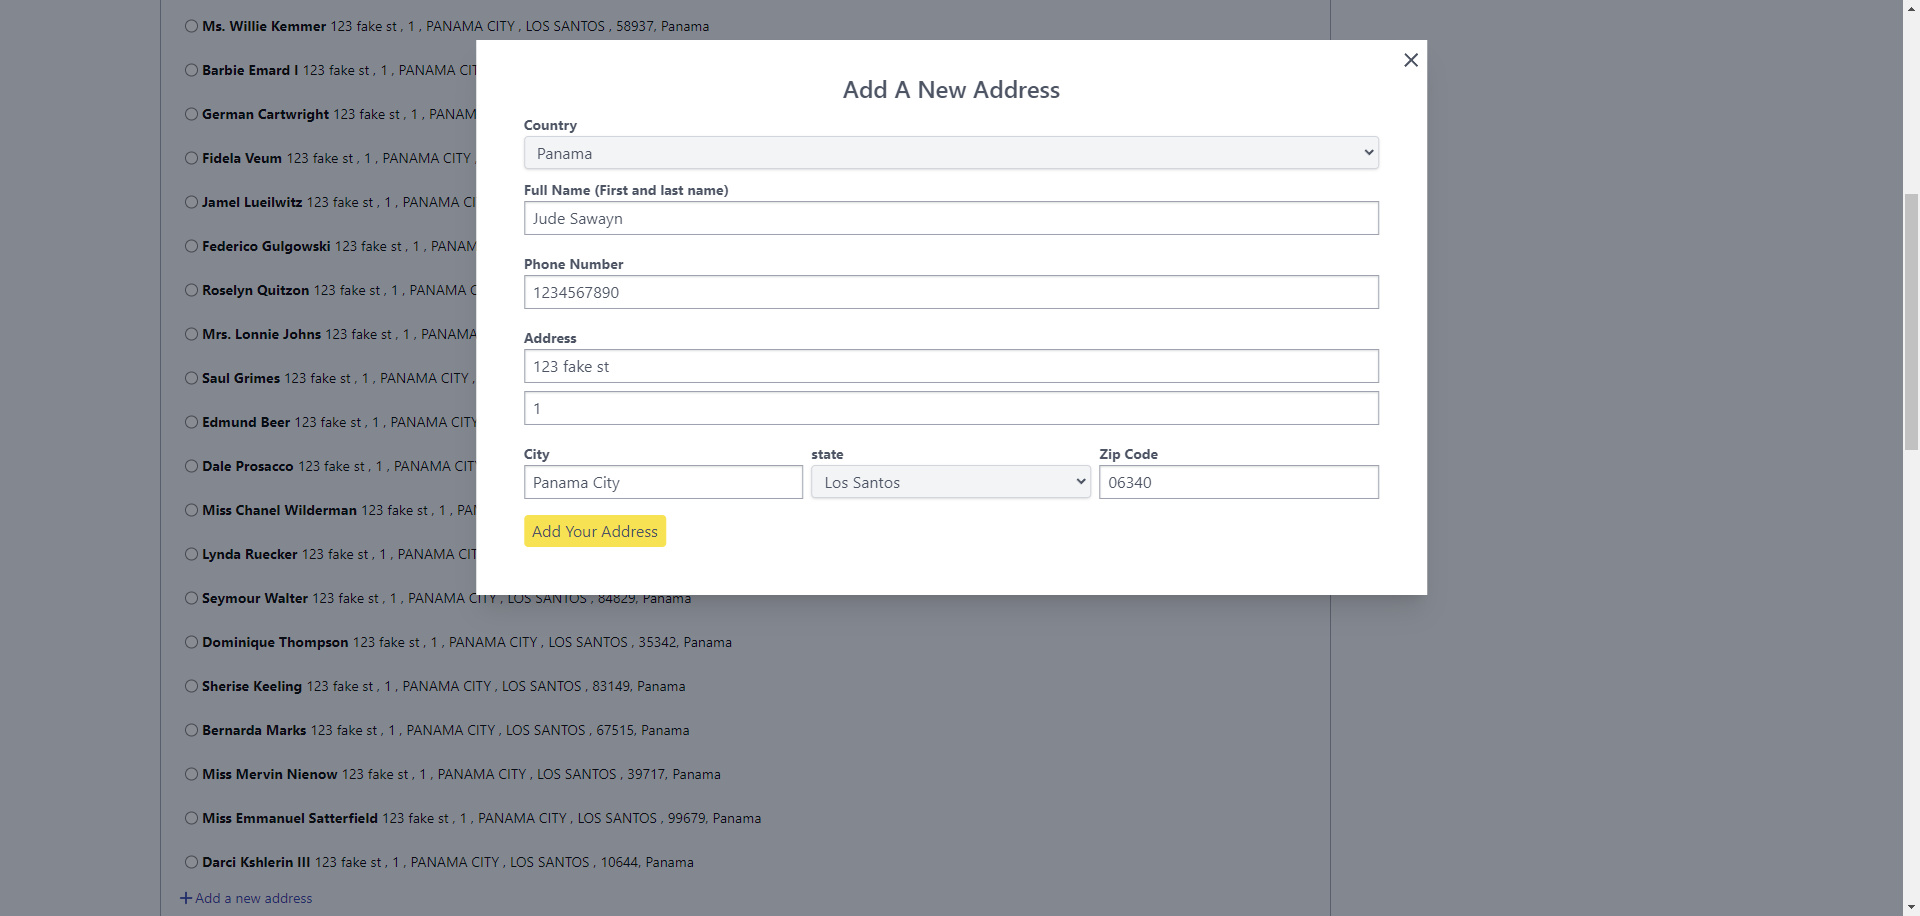 Ms. Willie Kemmer 123 fake st , 1 , PANAMA CITY , LOS SANTOS , 58937, Panama
Barbie Emard I 123 fake st , 1 , PANAMA CIT
German Cartwright 123 fake st , 1 , PANAM
Fidela Veum 123 fake st , 1 , PANAMA CITY ,
Jamel Lueilwitz 123 fake st , 1 , PANAMA CI
Federico Gulgowski 123 fake st , 1 , PANAM
Roselyn Quitzon 123 fake st , 1 , PANAMA C
Mrs. Lonnie Johns 123 fake st , 1 , PANAMA
Saul Grimes 123 fake st , 1 , PANAMA CITY ,
Edmund Beer 123 fake st , 1 , PANAMA CITY
Dale Prosacco 123 fake st , 1 , PANAMA CIT
Miss Chanel Wilderman 123 fake st , 1 , PA
Lynda Ruecker 123 fake st , 1 , PANAMA CIT
Seymour Walter 123 fake st , 1 , PANAMA CITY , LOS SANTOS , 84829, Panama
Dominique Thompson 123 fake st , 1 , PANAMA CITY , LOS SANTOS , 35342, Panama
Sherise Keeling 123 fake st , 1 , PANAMA CITY , LOS SANTOS , 83149, Panama
Bernarda Marks 123 fake st , 1 , PANAMA CITY , LOS SANTOS , 67515, Panama
Miss Mervin Nienow 123 fake st , 1 , PANAMA CITY , LOS SANTOS , 39717, Panama
Miss Emmanuel Satterfield 123 fake st , 1 , PANAMA CITY , LOS SANTOS , 99679, Panama
Darci Kshlerin III 123 fake st , 1 , PANAMA CITY , LOS SANTOS , 10644, Panama
Add a new address
Add A New Address
Country
Panama
Full Name (First and last name)
Jude Sawayn
Phone Number
1234567890
Address
123 fake st
1
City state Zip Code
Panama City Los Santos 06340
Add Your Address